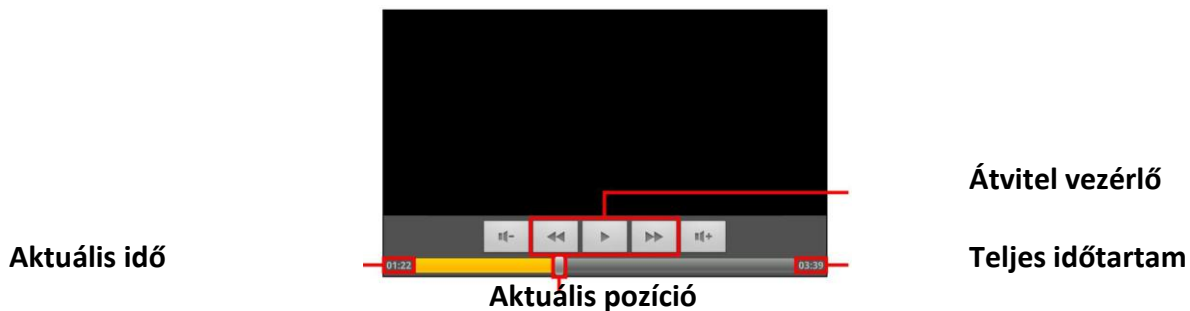 Átvitel vezérlő
Aktuális idő
01:22
03:39
Teljes időtartam
Aktuális pozíció